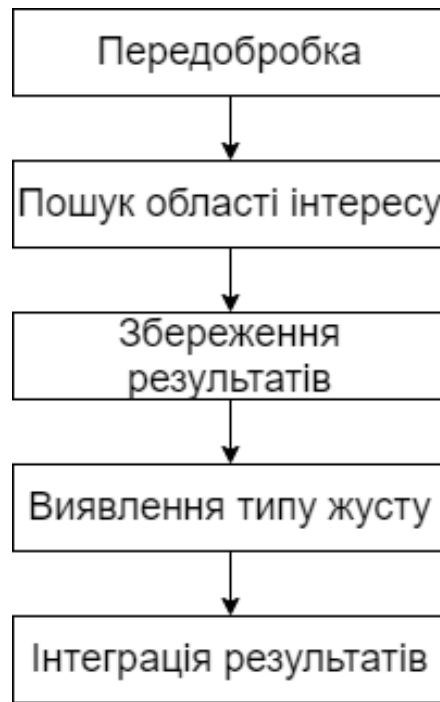 Передобробка
Пошук області інтересу
Збереження
результатів
Виявлення типу жусту
Інтеграція результатів